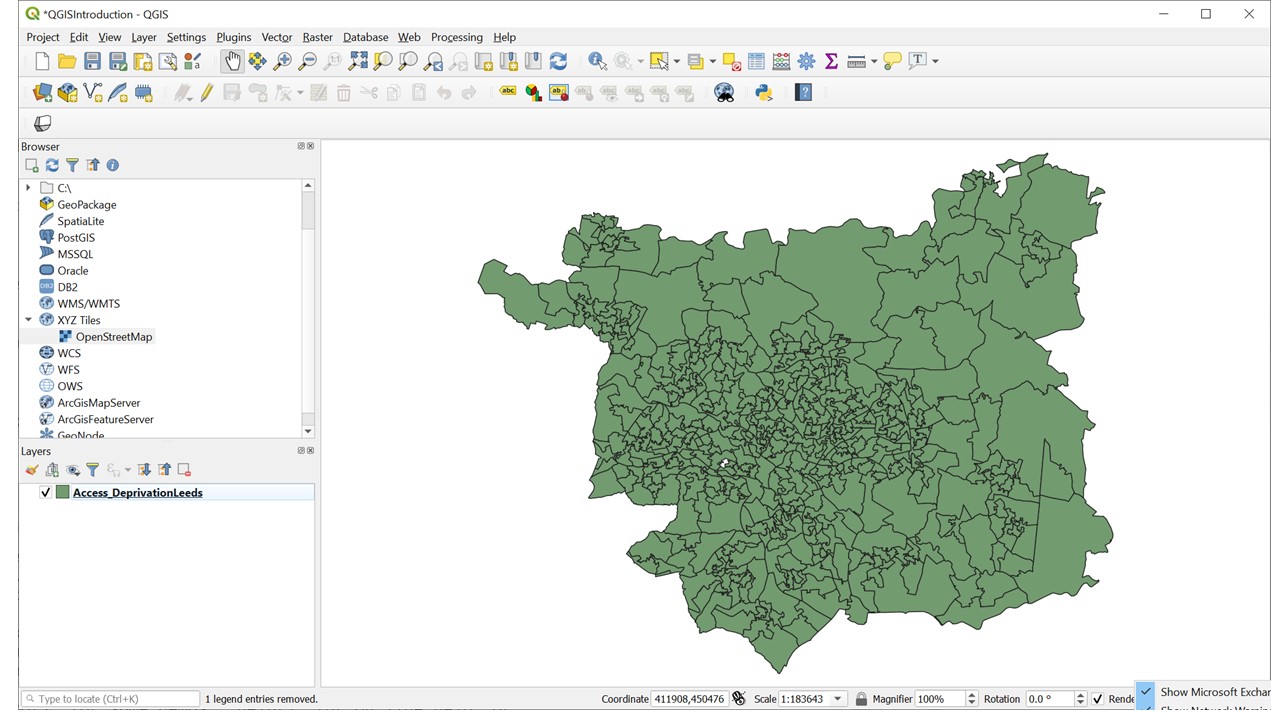 *QGISIntroduction - QGIS
Project Edit View Layer Settings Plugins Vector Raster Database Web Processing Help
Browser
C:\
GeoPackage
SpatiaLite
PostGIS
MSSQL
Oracle
DB2
WMS/WMTS
XYZ Tiles
OpenStreetMap
WCS
WFS
OWS
ArcGisMapServer
ArcGisFeatureServer
GeoNode
Layers
Access_DeprivationLeeds
Type to locate (Ctrl+K) 1 legend entries removed. Coordinate 411908,450476 Scale 1:183643 Magnifier 100% Rotation 0.0 ° Rende
Show Microsoft Exchar